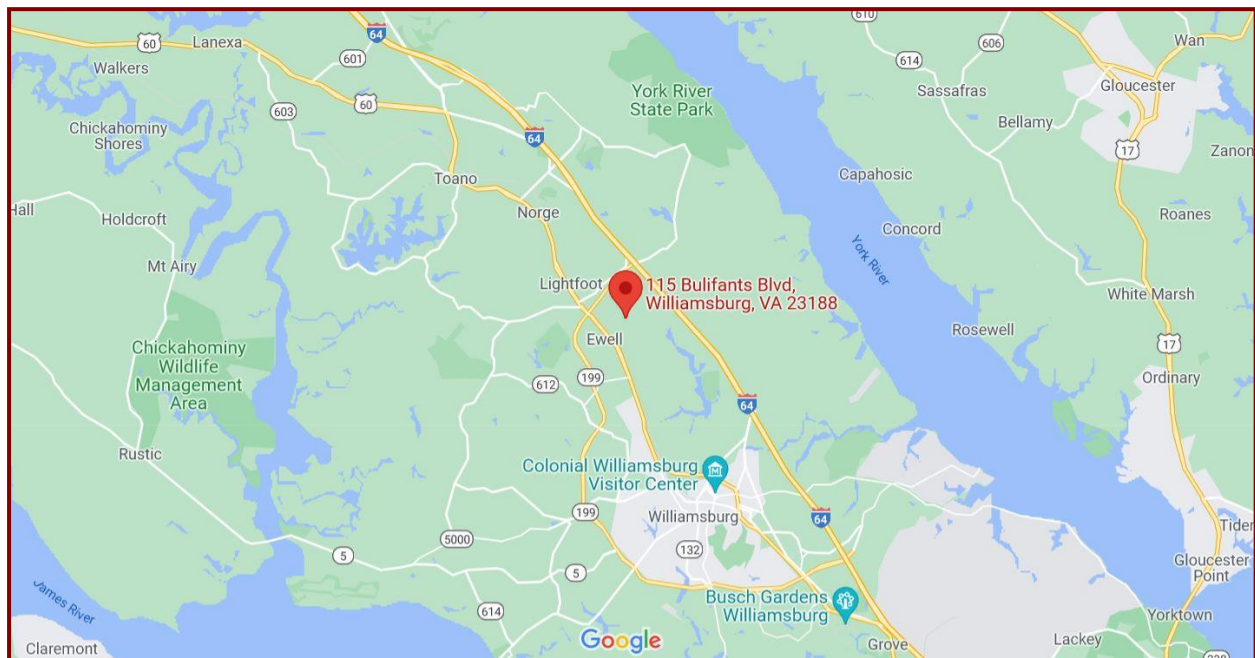 60
Lanexa
64
610
606
Wan
601
614
Walkers
York River
State Park
Sassafras
Gloucester
60
603
Bellamy
Chickahominy
Shores
64
17
Zanon
Toano
Capahosic
Hall
Holdcroft
Norge
Concord
Roanes
York River
Mt Airy
Lightfoot
115 Bulifants Blvd,
Williamsburg, VA 23188
White Marsh
Rosewell
Ewell
17
Chickahominy
Wildlife
Management
Area
199
612
Ordinary
64
Rustic
Colonial Williamsburg
Visitor Center
199
Williamsburg
64
5000
132
Tider
5
5
Gloucester
Point
James River
614
Busch Gardens
Williamsburg
Yorktown
Google
Claremont
Grove
Lackey
238